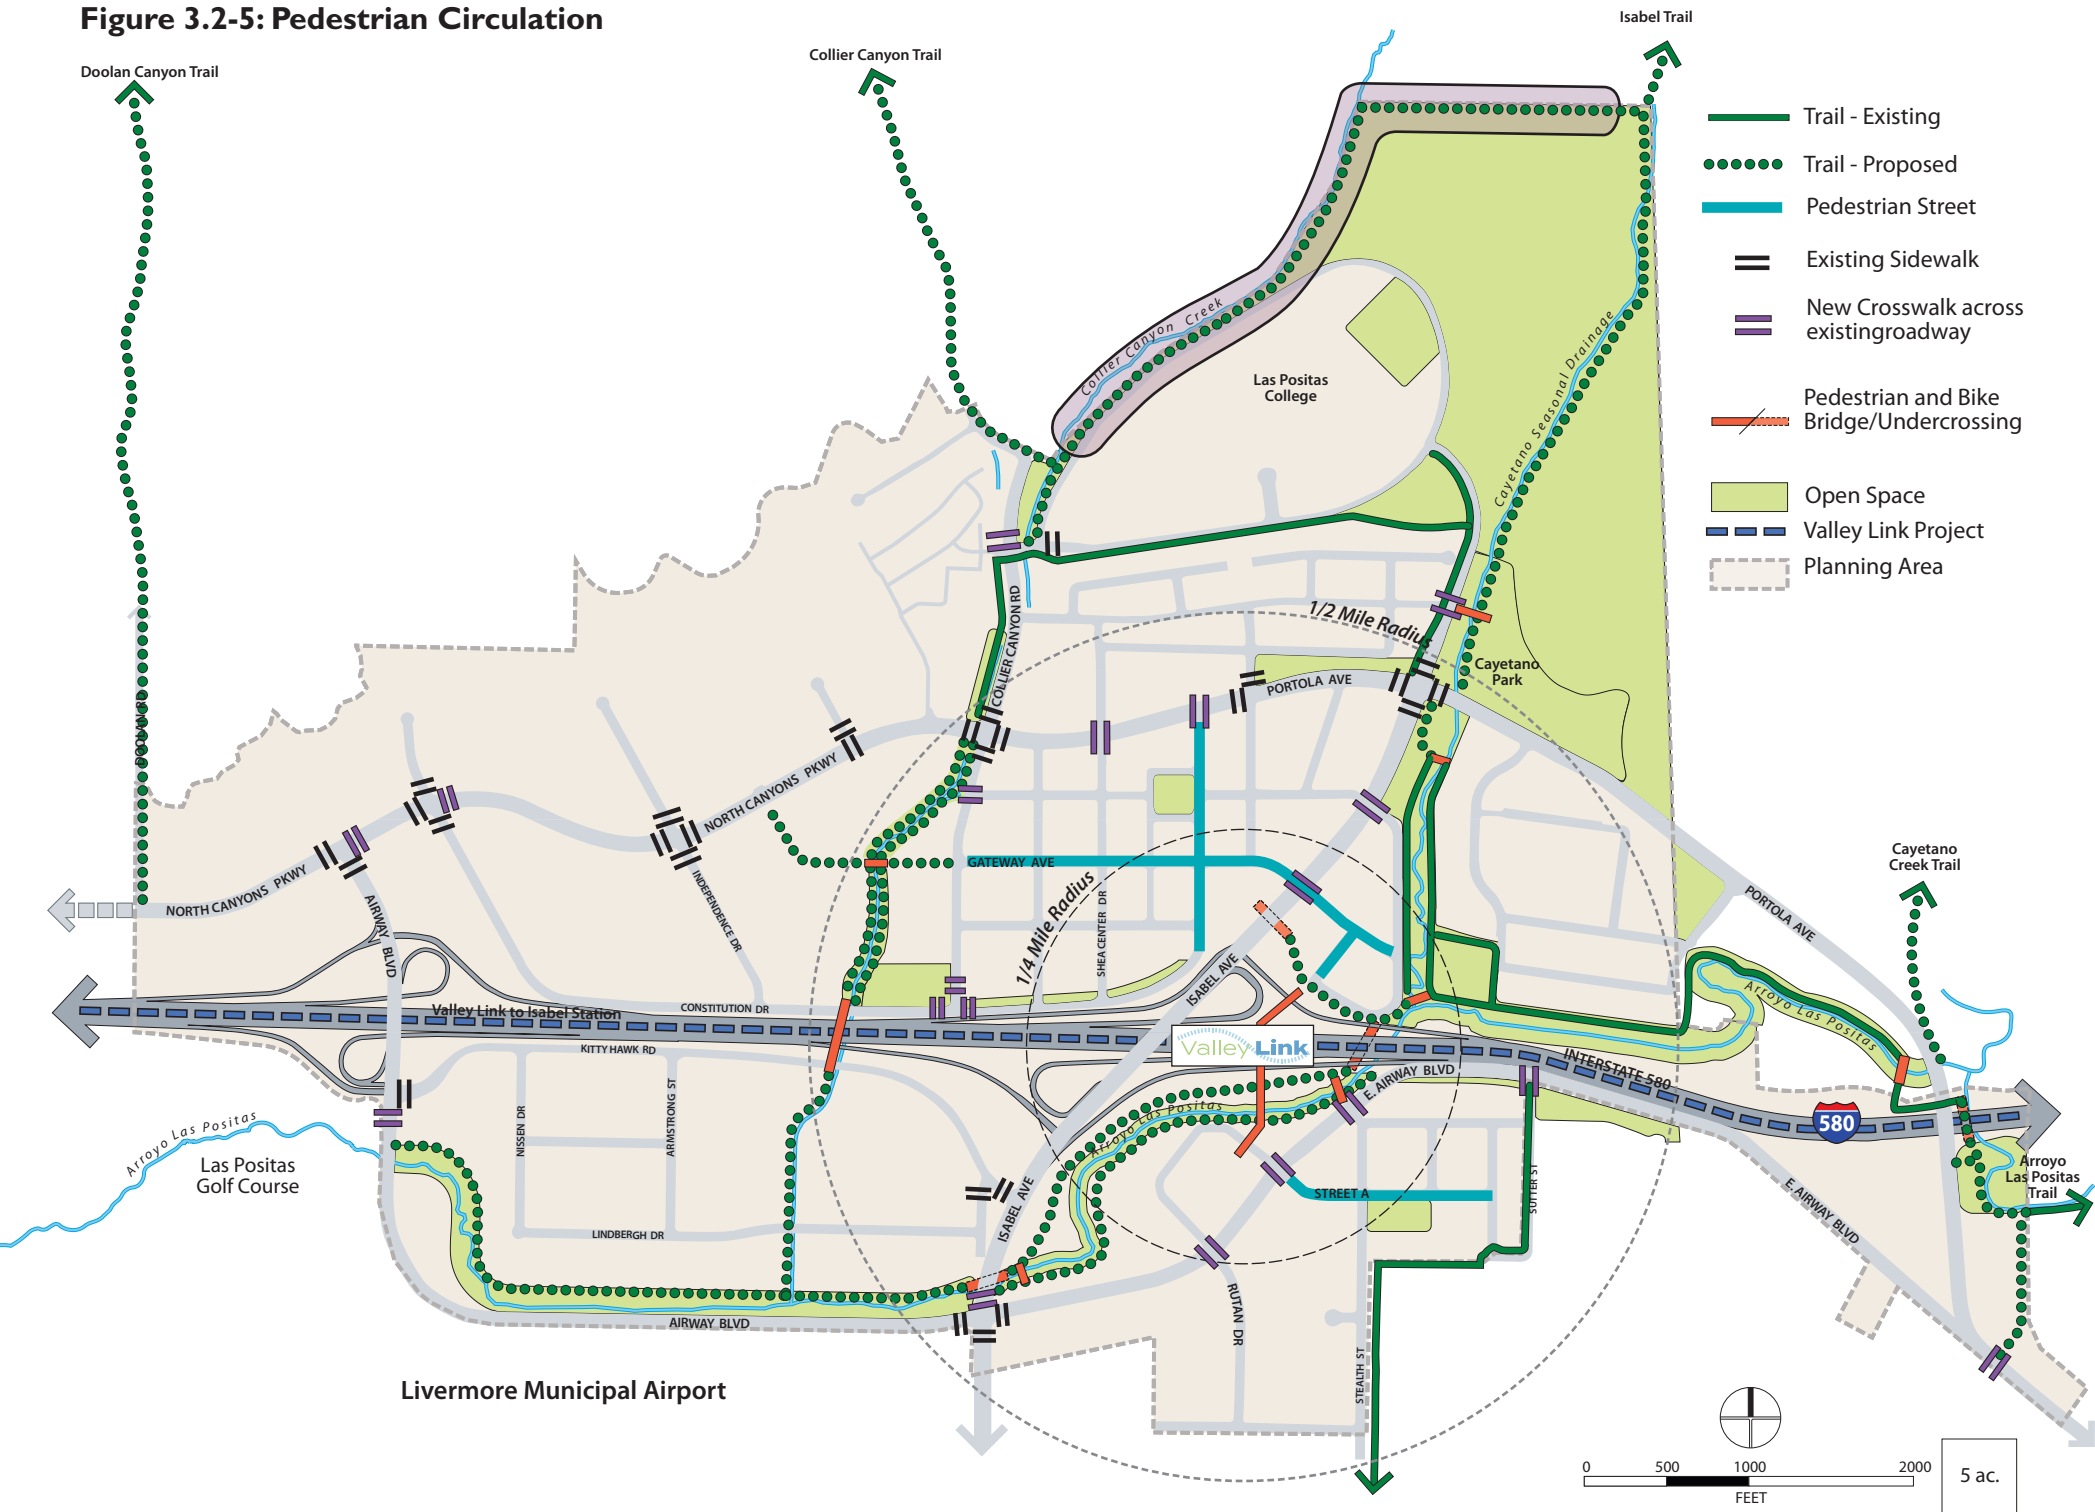 Figure 3.2-5: Pedestrian Circulation
Isabel Trail
Collier Canyon Trail
Doolan Canyon Trail
Trail - Existing
Trail - Proposed
Pedestrian Street
Existing Sidewalk
New Crosswalk across
existingroadway
Pedestrian and Bike
Bridge/Undercrossing
Open Space
Valley Link Project
Planning Area
Collier Canyon Creek
Cayetano Seasonal Drainage
Las Positas
College
1/2 Mile Radius
COLLIER CANYON RD
Cayetano
Park
PORTOLA AVE
DOOLAN RD
NORTH CANYONS PKWY
GATEWAY AVE
Cayetano
Creek Trail
NORTH CANYONS PKWY
INDEPENDENCE DR
1/4 Mile Radius
SHEA CENTER DR
PORTOLA AVE
AIRWAY BLVD
ISABEL AVE
Arroyo Las Positas
Valley Link to Isabel Station
CONSTITUTION DR
KITTY HAWK RD
Valley Link
INTERSTATE 580
E. AIRWAY BLVD
580
Arroyo Las Positas
Arroyo Las Positas
NISSEN DR
ARMSTRONG ST
Las Positas
Golf Course
Arroyo
Las Positas
Trail
STREET A
SUTTER ST
ISABEL AVE
E. AIRWAY BLVD
LINDBERGH DR
RUTAN DR
AIRWAY BLVD
STEALTH ST
Livermore Municipal Airport
0 500 1000 2000
FEET
5 ac.